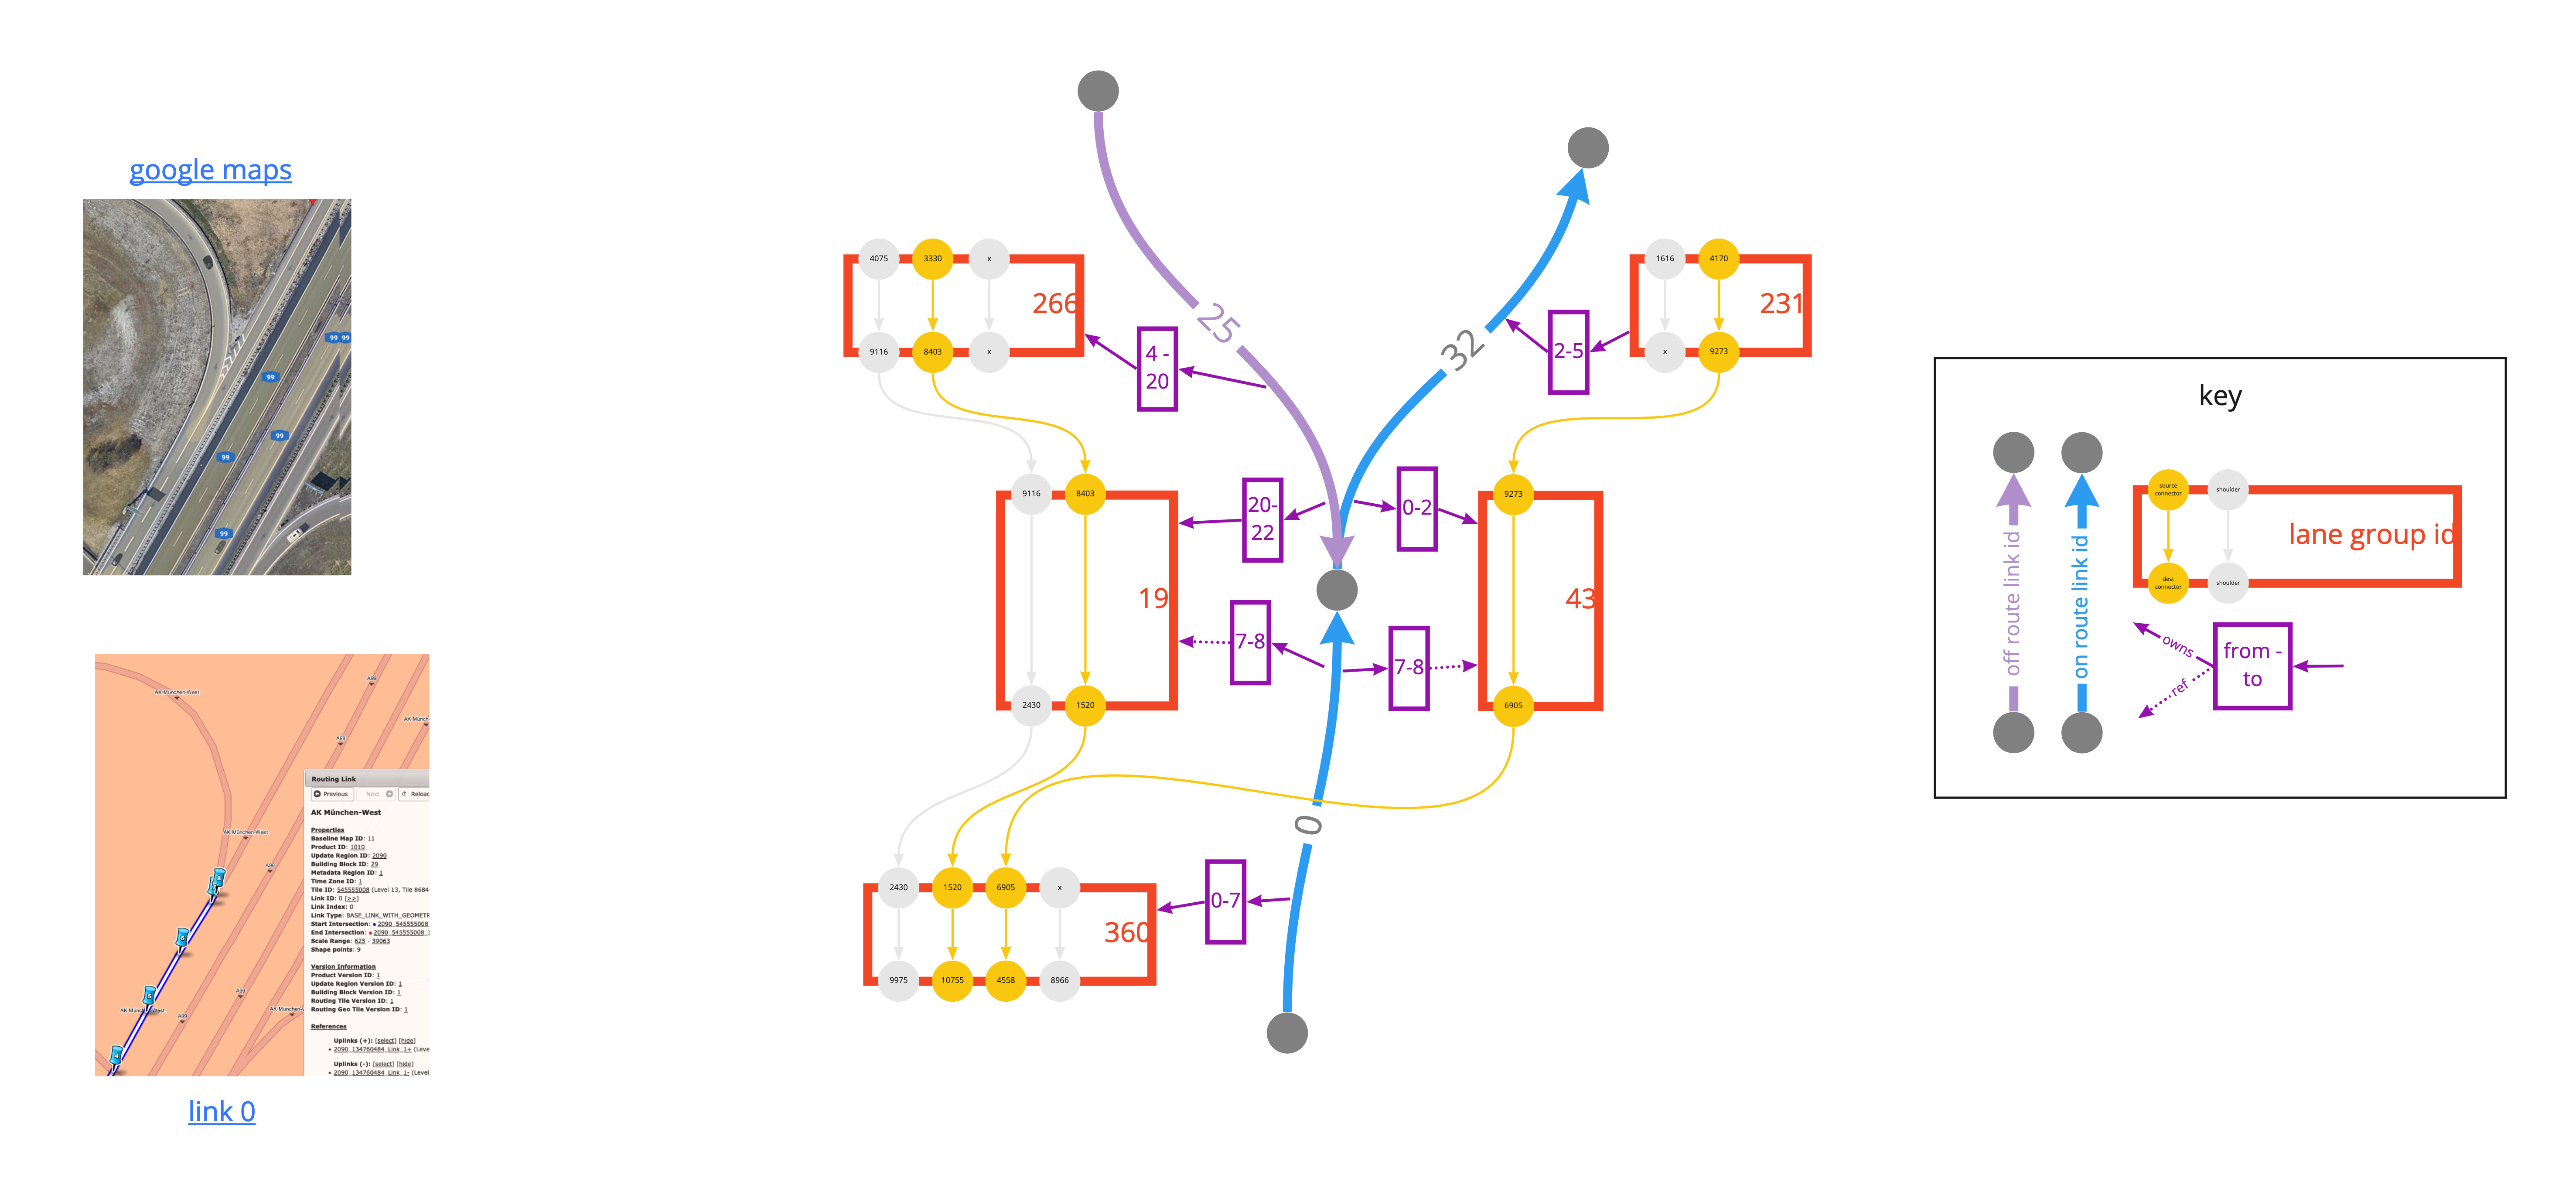 google maps
99
99 99
99
99
99
AK München-West
A99
AK Münch
A99
AK München-West
A99
A99
AK München-West
A99
AK München-
Routing Link
Previous
Next
Reload
AK München-West
Properties
Baseline Map ID: 11
Product ID: 1010
Update Region ID: 2090
Building Block ID: 29
Metadata Region ID: 1
Time Zone ID: 1
Tile ID: 545555008 (Level 13, Tile 8684
Link ID: 0 [>>]
Link Index: 0
Link Type: BASE_LINK_WITH_GEOMETR
Start Intersection: 2090_545555008_
End Intersection: 2090_545555008_
Scale Range: 625 - 39063
Shape points: 9
Version Information
Product Version ID: 1
Update Region Version ID: 1
Building Block Version ID: 1
Routing Tile Version ID: 1
Routing Geo Tile Version ID: 1
References
Uplinks (+): [select] [hide]
• 2090_134760484_Link_1+ (Leve
Uplinks (-): [select] [hide]
• 2090_134760484_Link_1- (Level
link 0
25
32
0
4075 3330 x
266
9116 8403 x
4 -
20
1616 4170
231
x 9273
2-5
9116 8403
19
2430 1520
20-
22
0-2
7-8
7-8
9273
43
6905
2430 1520 6905 x
360
9975 10755 4558 8966
0-7
key
off route link id
on route link id
source
connector
shoulder
lane group id
dest
connector
shoulder
owns
ref
from -
to